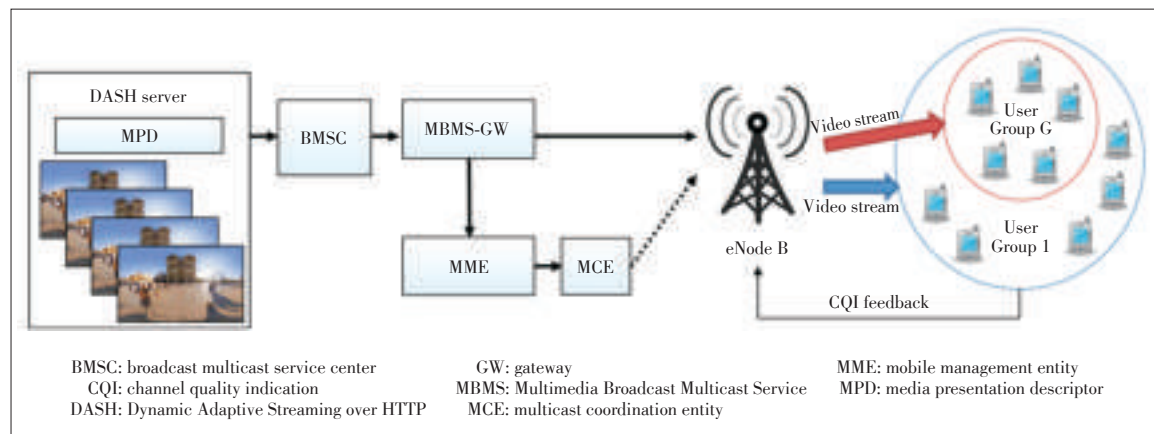 DASH server
MPD
BMSC
MBMS-GW
MME
MCE
eNode B
Video stream
Video stream
User
Group G
User
Group 1
CQI feedback
BMSC: broadcast multicast service center
CQI: channel quality indication
DASH: Dynamic Adaptive Streaming over HTTP
GW: gateway
MBMS: Multimedia Broadcast Multicast Service
MCE: multicast coordination entity
MME: mobile management entity
MPD: media presentation descriptor